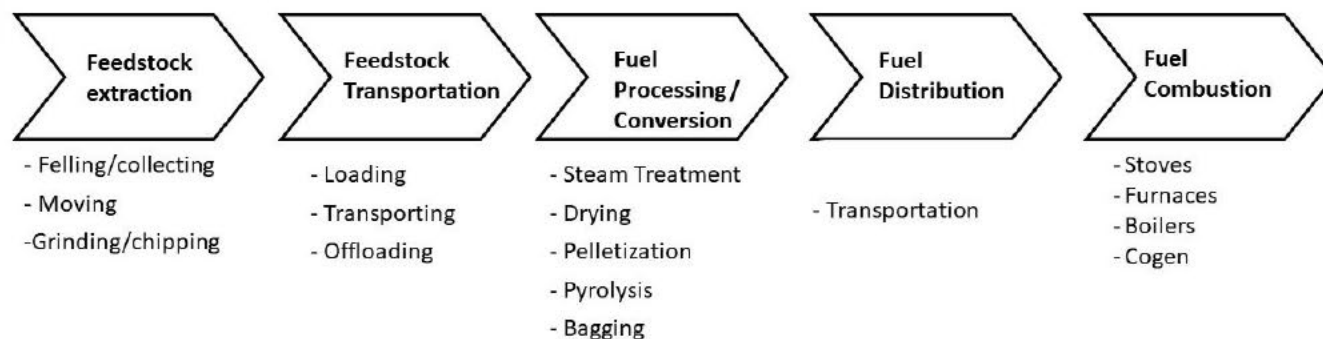 Feedstock
extraction
- Felling/collecting
- Moving
-Grinding/chipping
Feedstock
Transportation
- Loading
- Transporting
- Offloading
Fuel
Processing/
Conversion
- Steam Treatment
- Drying
- Pelletization
- Pyrolysis
- Bagging
Fuel
Distribution
- Transportation
Fuel
Combustion
- Stoves
- Furnaces
- Boilers
- Cogen